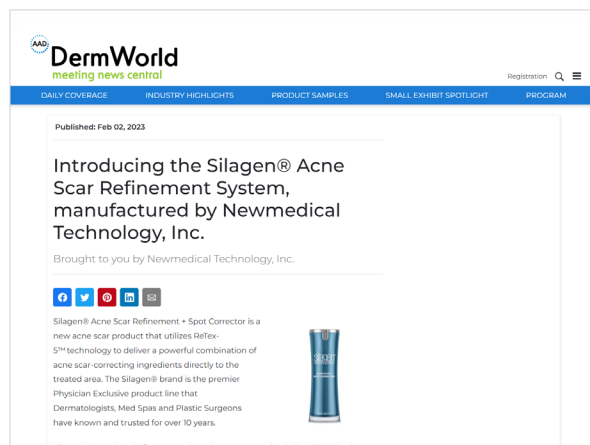 AAD
DermWorld
meeting news central
Registration
DAILY COVERAGE INDUSTRY HIGHLIGHTS PRODUCT SAMPLES SMALL EXHIBIT SPOTLIGHT PROGRAM
Published: Feb 02, 2023
Introducing the Silagen® Acne
Scar Refinement System,
manufactured by Newmedical
Technology, Inc.
Brought to you by Newmedical Technology, Inc.
Silagen® Acne Scar Refinement + Spot Corrector is a
new acne scar product that utilizes ReTex-
5™ technology to deliver a powerful combination of
acne scar-correcting ingredients directly to the
treated area. The Silagen® brand is the premier
Physician Exclusive product line that
Dermatologists, Med Spas and Plastic Surgeons
have known and trusted for over 10 years.